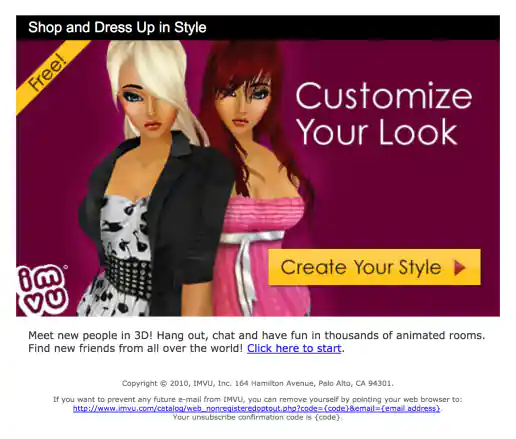 Shop and Dress Up in Style
Free!
Customize
Your Look
Create Your Style
im
vu
Meet new people in 3D! Hang out, chat and have fun in thousands of animated rooms.
Find new friends from all over the world! Click here to start.
Copyright © 2010, IMVU, Inc. 164 Hamilton Avenue, Palo Alto, CA 94301.
If you want to prevent any future e-mail from IMVU, you can remove yourself by pointing your web browser to:
http://www.imvu.com/catalog/web_nonregisteredoptout.php?code={code}&email={email address}.
Your unsubscribe confirmation code is {code}.